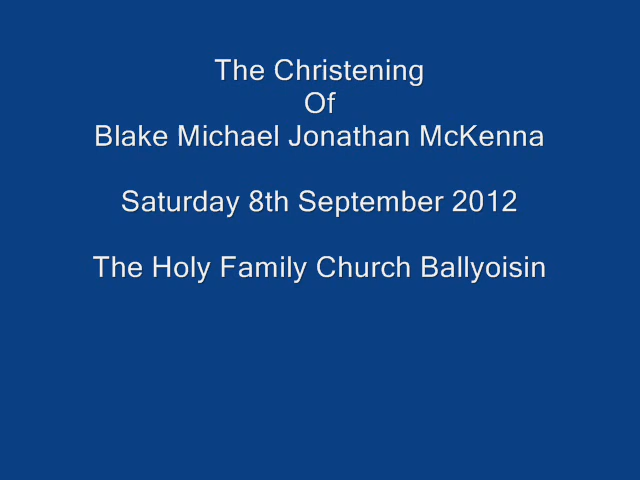 The Christening
Of
Blake Michael Jonathan McKenna
Saturday 8th September 2012
The Holy Family Church Ballyoisin